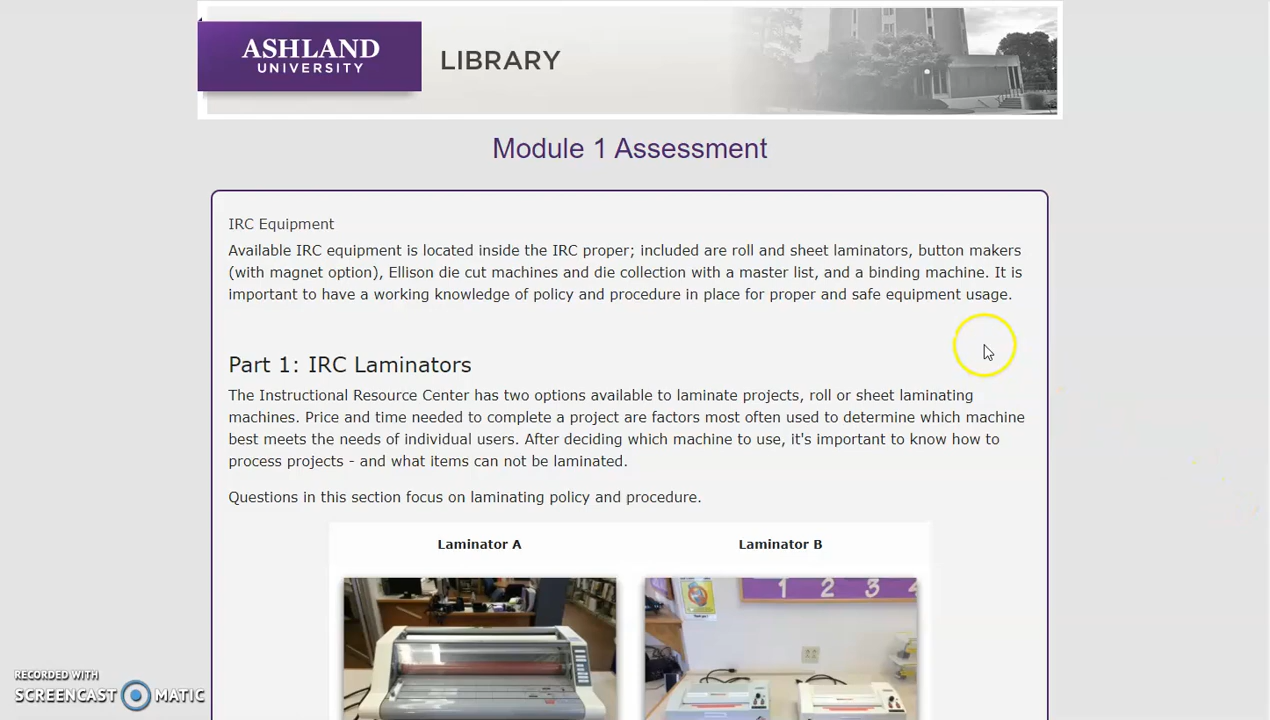 ASHLAND
UNIVERSITY
LIBRARY
Module 1 Assessment
IRC Equipment
Available IRC equipment is located inside the IRC proper; included are roll and sheet laminators, button makers
(with magnet option), Ellison die cut machines and die collection with a master list, and a binding machine. It is
important to have a working knowledge of policy and procedure in place for proper and safe equipment usage.
Part 1: IRC Laminators
The Instructional Resource Center has two options available to laminate projects, roll or sheet laminating
machines. Price and time needed to complete a project are factors most often used to determine which machine
best meets the needs of individual users. After deciding which machine to use, it's important to know how to
process projects - and what items can not be laminated.
Questions in this section focus on laminating policy and procedure.
Laminator A Laminator B
1 2 3 4
RECORDED WITH
SCREENCAST MATIC